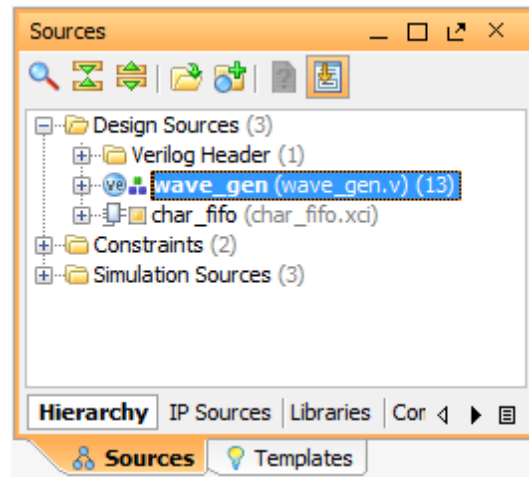 Sources
Design Sources (3)
Verilog Header (1)
wave_gen (wave_gen.v) (13)
char_fifo (char_fifo.xci)
Constraints (2)
Simulation Sources (3)
Hierarchy IP Sources Libraries
Sources Templates